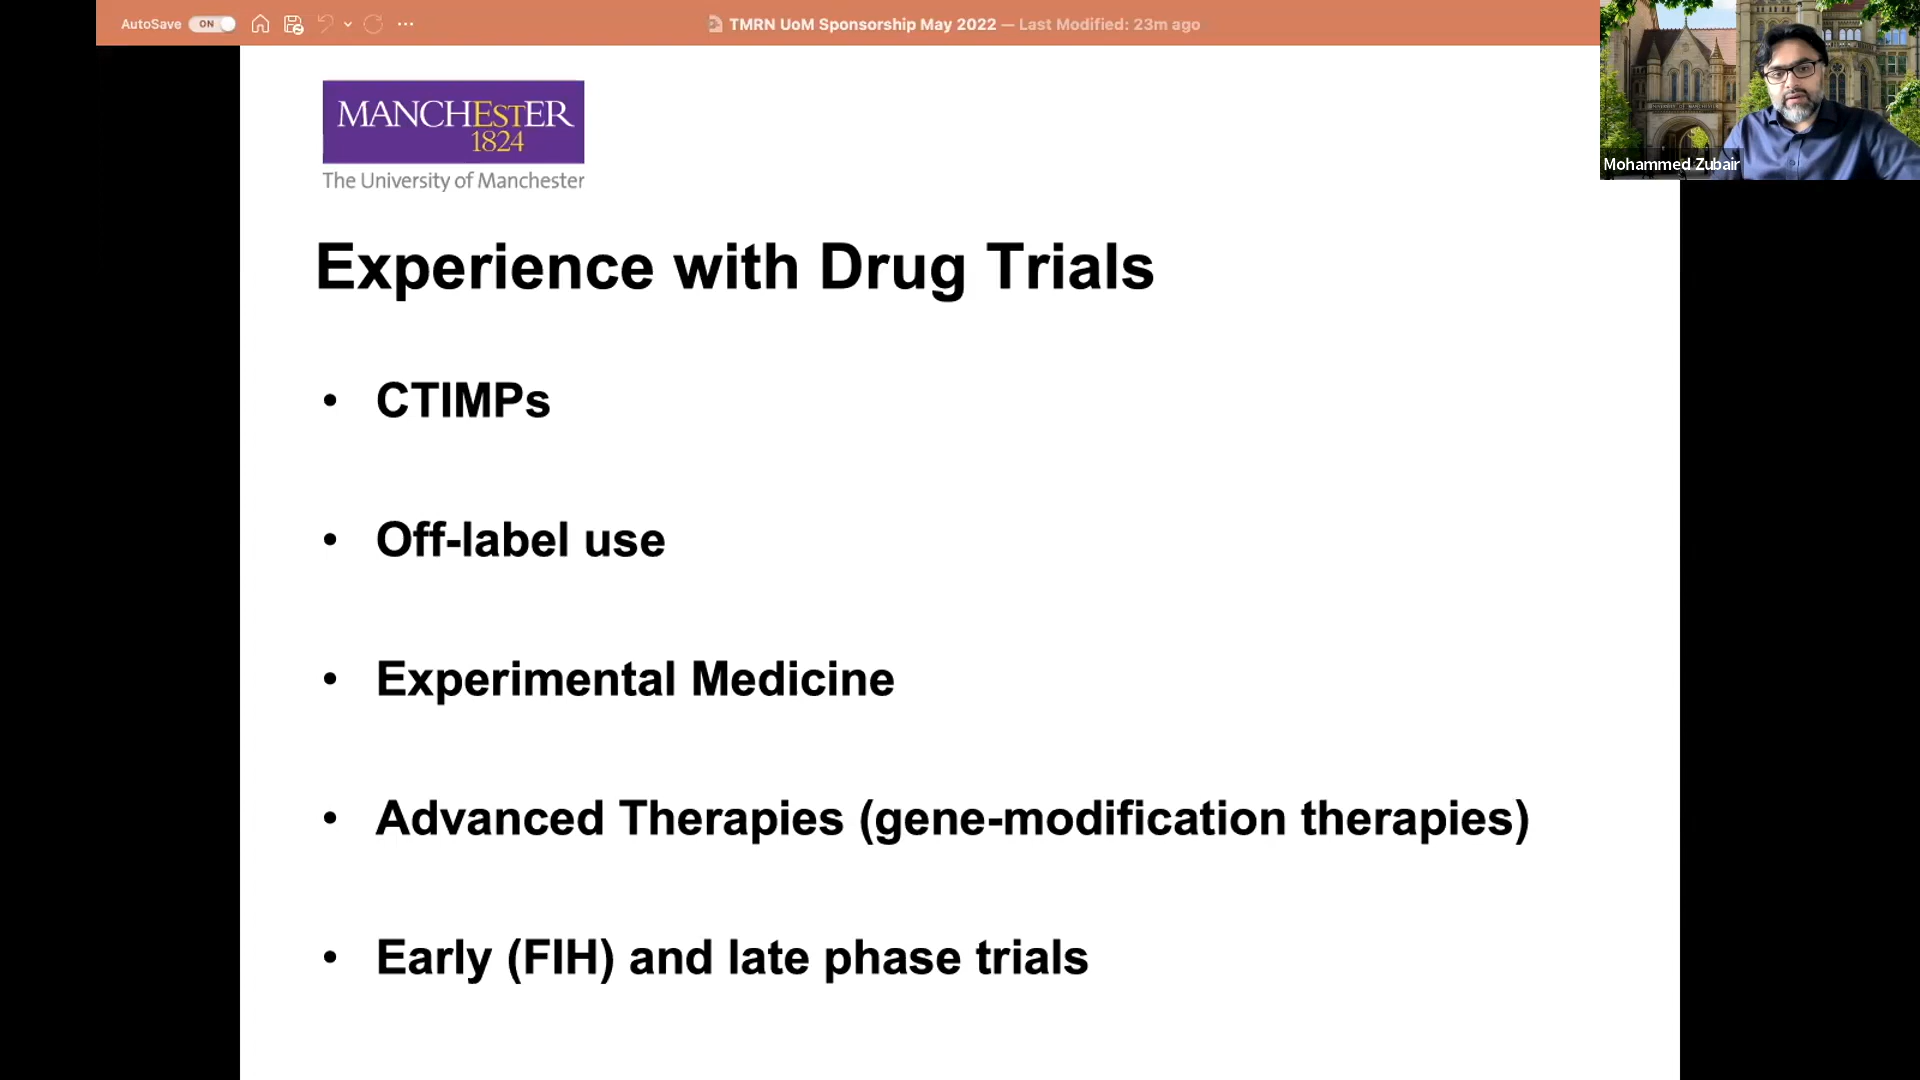 AutoSave ON
TMRN UoM Sponsorship May 2022 — Last Modified: 23m ago
Mohammed Zubair
MANCHESTER
1824
The University of Manchester
Experience with Drug Trials
• CTIMPs
• Off-label use
• Experimental Medicine
• Advanced Therapies (gene-modification therapies)
• Early (FIH) and late phase trials